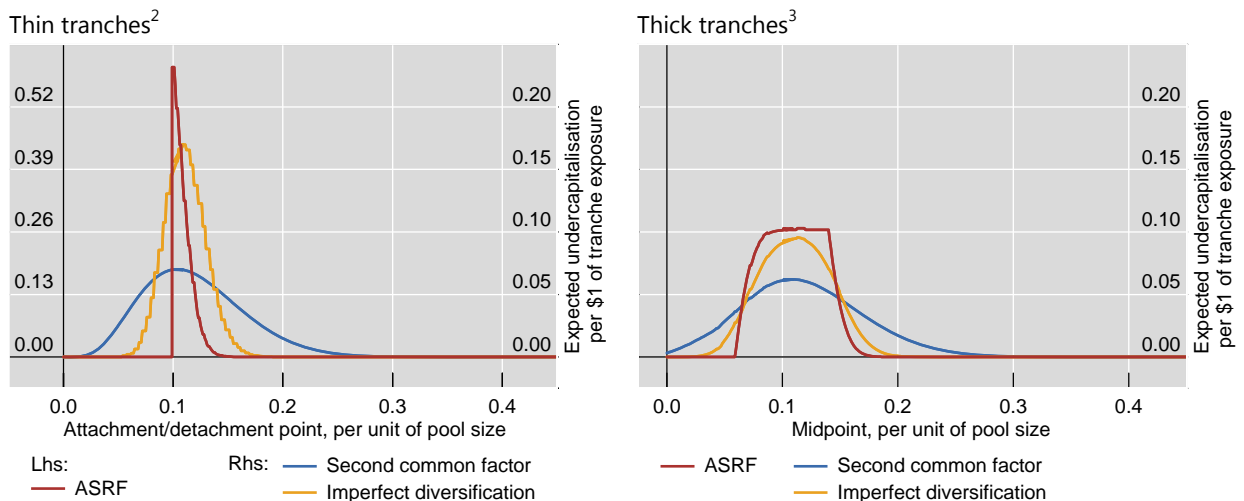 Thin tranches2
0.52
0.39
0.26
0.13
0.00
0.20
0.15
0.10
0.05
0.00
Expected undercapitalisation
per $1 of tranche exposure
0.0 0.1 0.2 0.3 0.4
Attachment/detachment point, per unit of pool size
Lhs:
ASRF
Rhs:
Second common factor
Imperfect diversification
Thick tranches3
0.20
0.15
0.10
0.05
0.00
Expected undercapitalisation
per $1 of tranche exposure
0.0 0.1 0.2 0.3 0.4
Midpoint, per unit of pool size
ASRF
Second common factor
Imperfect diversification